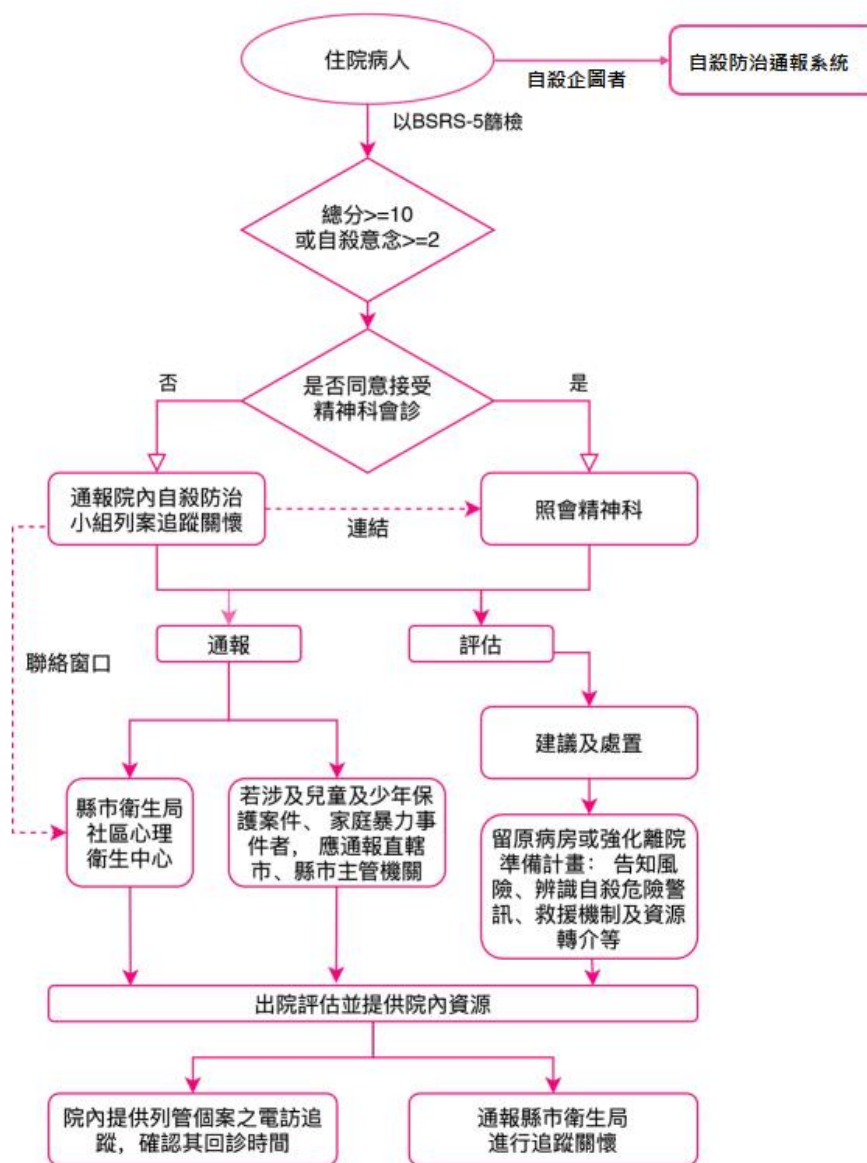 住院病人
自殺企圖者
自殺防治通報系統
以BSRS-5篩檢
總分>=10
或自殺意念>=2
是否同意接受
精神科會診
否
是
通報院內自殺防治
小組列案追蹤關懷
連結
照會精神科
聯絡窗口
通報
評估
建議及處置
縣市衛生局
社區心理
衛生中心
若涉及兒童及少年保
護案件、家庭暴力事
件者，應通報直轄
市、縣市主管機關
留原病房或強化離院
準備計畫：告知風
險、辨識自殺危險警
訊、救援機制及資源
轉介等
出院評估並提供院內資源
院內提供列管個案之電訪追
蹤，確認其回診時間
通報縣市衛生局
進行追蹤關懷